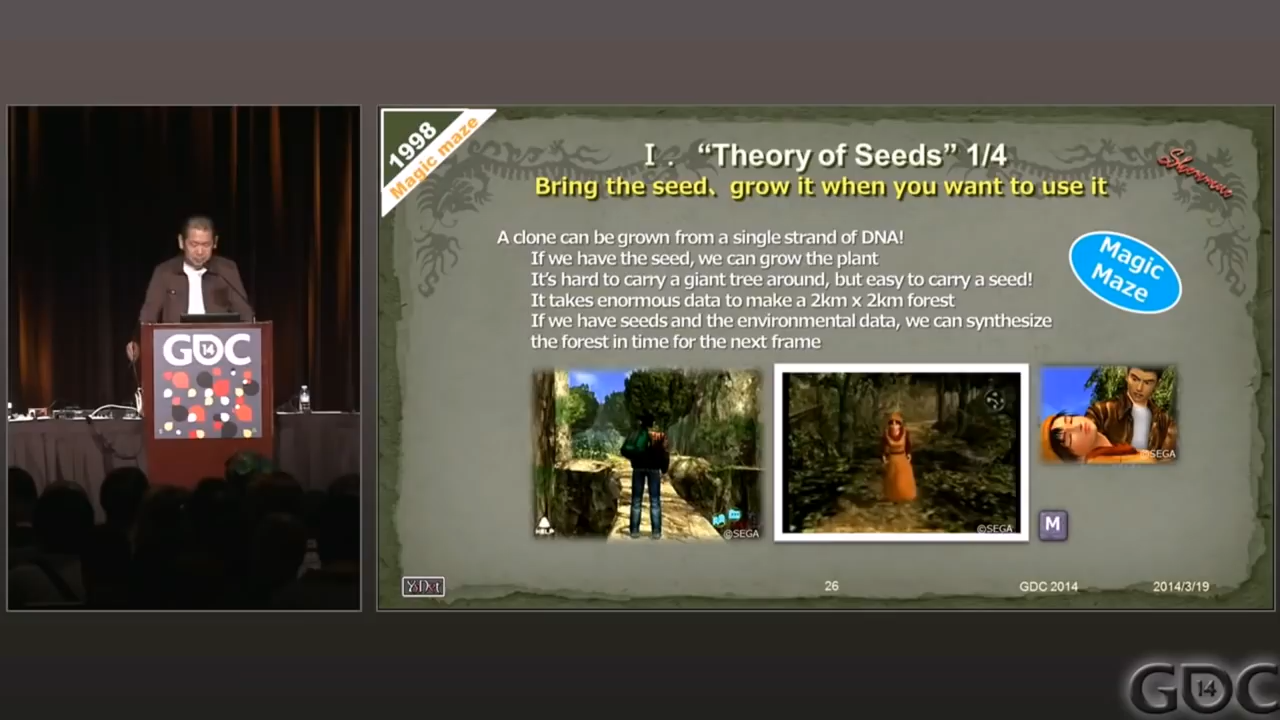 1998
Magic maze
Ⅰ． “Theory of Seeds” 1/4
Bring the seed、grow it when you want to use it
Shenmue
A clone can be grown from a single strand of DNA!
If we have the seed, we can grow the plant
It's hard to carry a giant tree around, but easy to carry a seed!
It takes enormous data to make a 2km x 2km forest
If we have seeds and the environmental data, we can synthesize
the forest in time for the next frame
Magic
Maze
HELP
©SEGA
©SEGA
©SEGA
M
YsNet
26
GDC 2014
2014/3/19
GDC
14
GDC
14